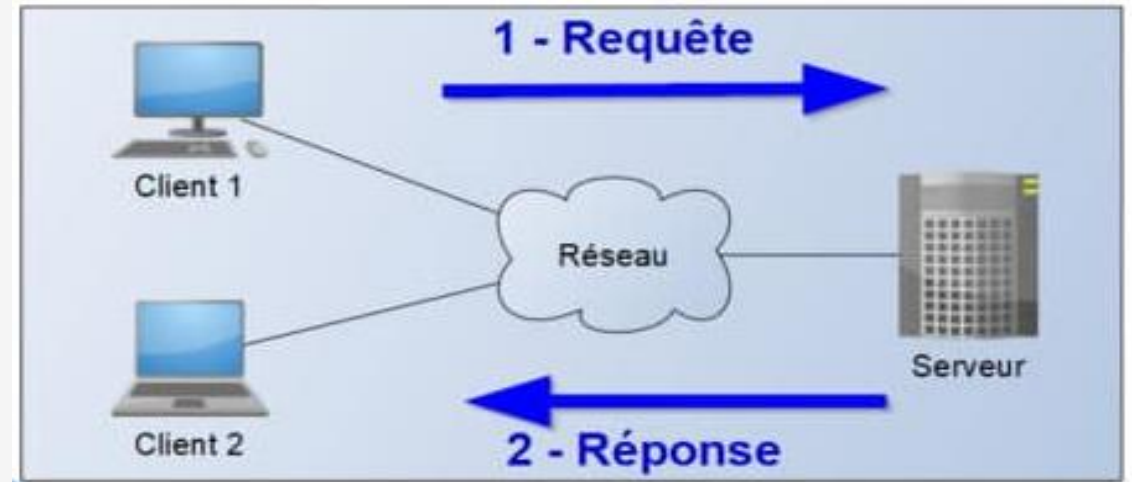 1 - Requête
Client 1
Réseau
Serveur
Client 2
2 - Réponse